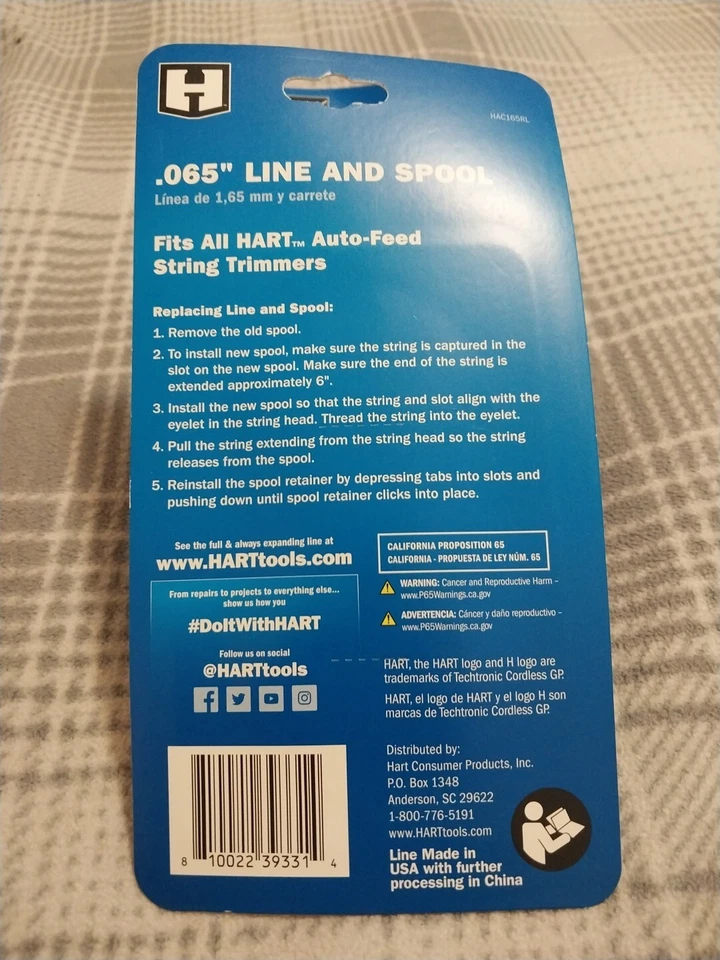 H
HAC165RL
.065" LINE AND SPOOL
Línea de 1,65 mm y carrete
Fits All HART™ Auto-Feed
String Trimmers
Replacing Line and Spool:
1. Remove the old spool.
2. To install new spool, make sure the string is captured in the
slot on the new spool. Make sure the end of the string is
extended approximately 6".
3. Install the new spool so that the string and slot align with the
eyelet in the string head. Thread the string into the eyelet.
4. Pull the string extending from the string head so the string
releases from the spool.
5. Reinstall the spool retainer by depressing tabs into slots and
pushing down until spool retainer clicks into place.
See the full & always expanding line at
www.HARTtools.com
From repairs to projects to everything else...
show us how you
#DoItWithHART
Follow us on social
@HARTtools
CALIFORNIA PROPOSITION 65
CALIFORNIA - PROPUESTA DE LEY NÚM. 65
WARNING: Cancer and Reproductive Harm –
www.P65Warnings.ca.gov
ADVERTENCIA: Cáncer y daño reproductivo –
www.P65Warnings.ca.gov
HART, the HART logo and H logo are
trademarks of Techtronic Cordless GP.
HART, el logo de HART y el logo H son
marcas de Techtronic Cordless GP.
Distributed by:
Hart Consumer Products, Inc.
P.O. Box 1348
Anderson, SC 29622
1-800-776-5191
www.HARTtools.com
Line Made in
USA with further
processing in China
8 10022 39331 4